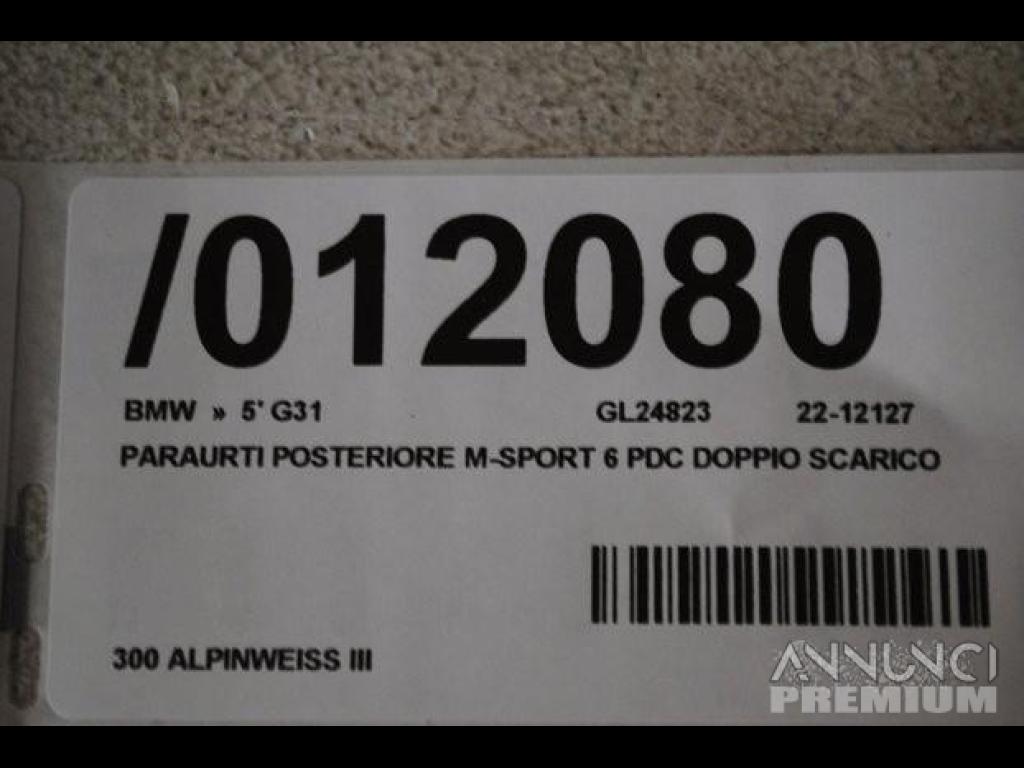 /012080
BMW » 5' G31 GL24823 22-12127
PARAURTI POSTERIORE M-SPORT 6 PDC DOPPIO SCARICO
300 ALPINWEISS III
ANNUNCI
PREMIUM